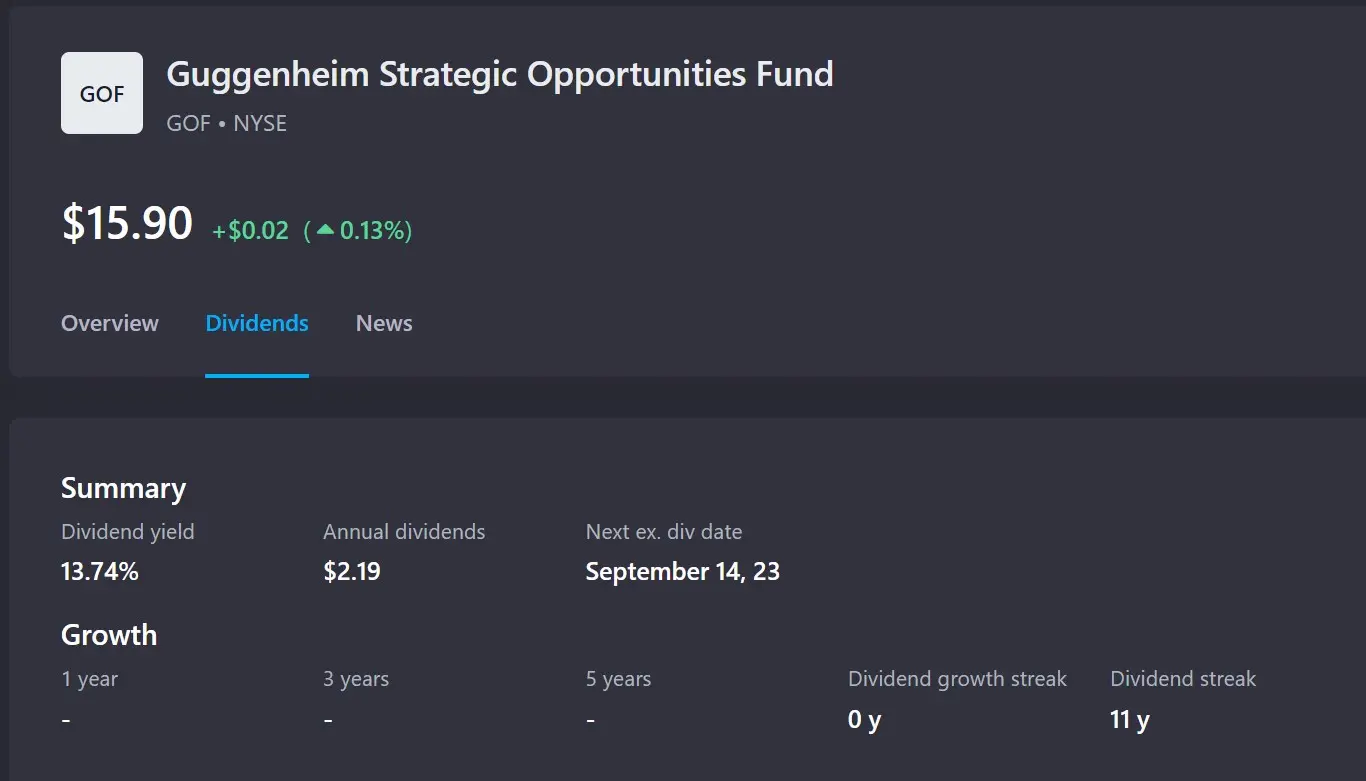 GOF
Guggenheim Strategic Opportunities Fund
GOF • NYSE
$15.90 +$0.02 (▲ 0.13%)
Overview Dividends News
Summary
Dividend yield Annual dividends Next ex. div date
13.74% $2.19 September 14, 23
Growth
1 year 3 years 5 years Dividend growth streak Dividend streak
- - - 0 y 11 y